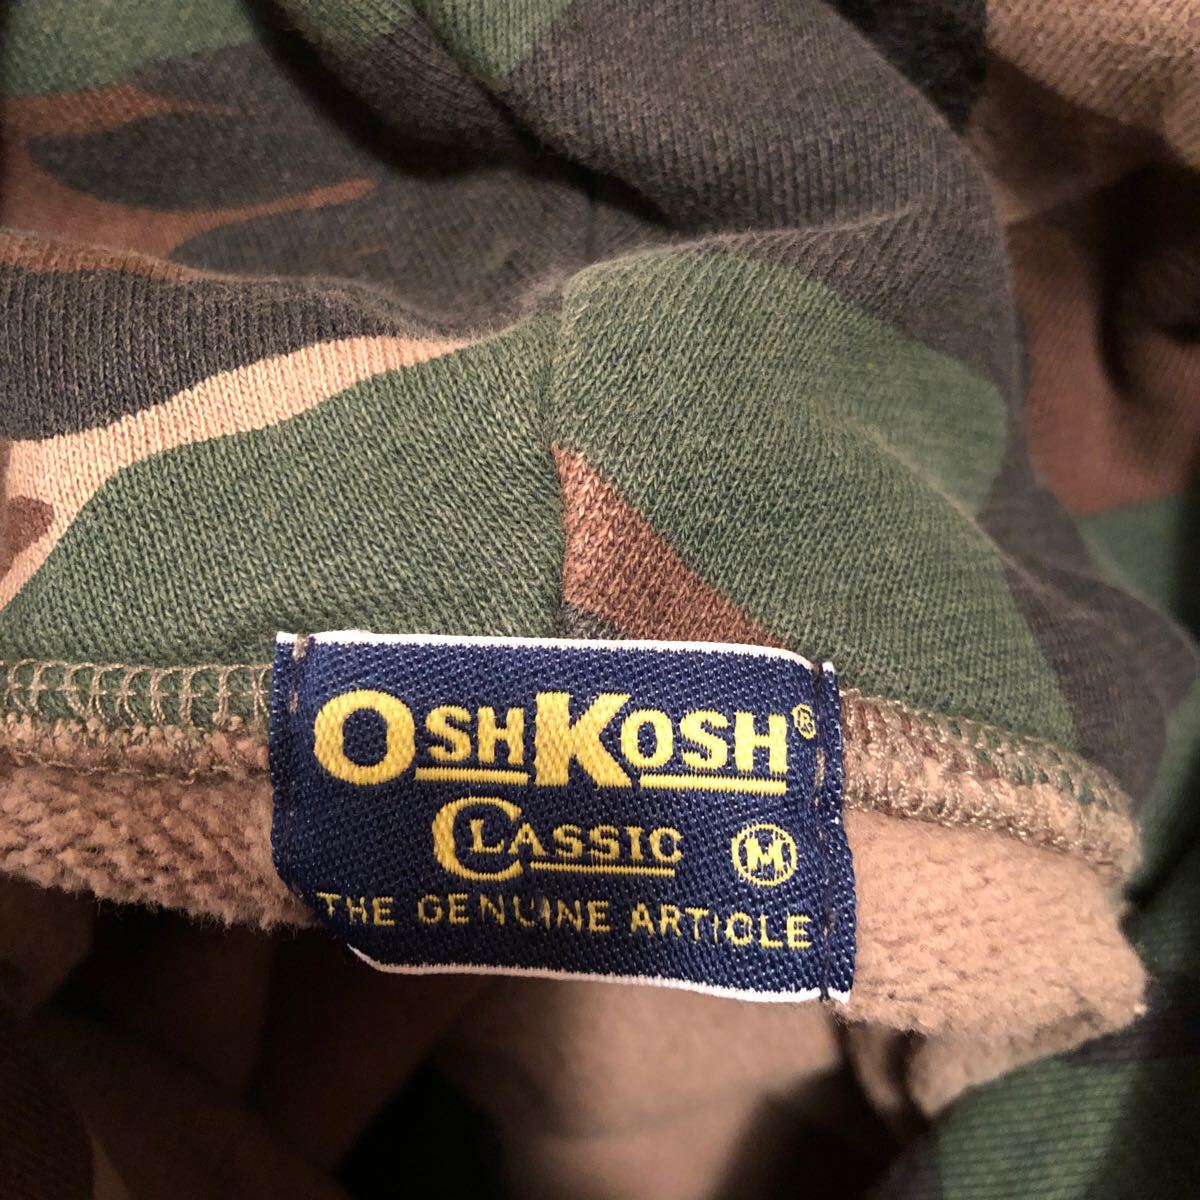 OSHKOSH®
CLASSIC M
THE GENUINE ARTICLE